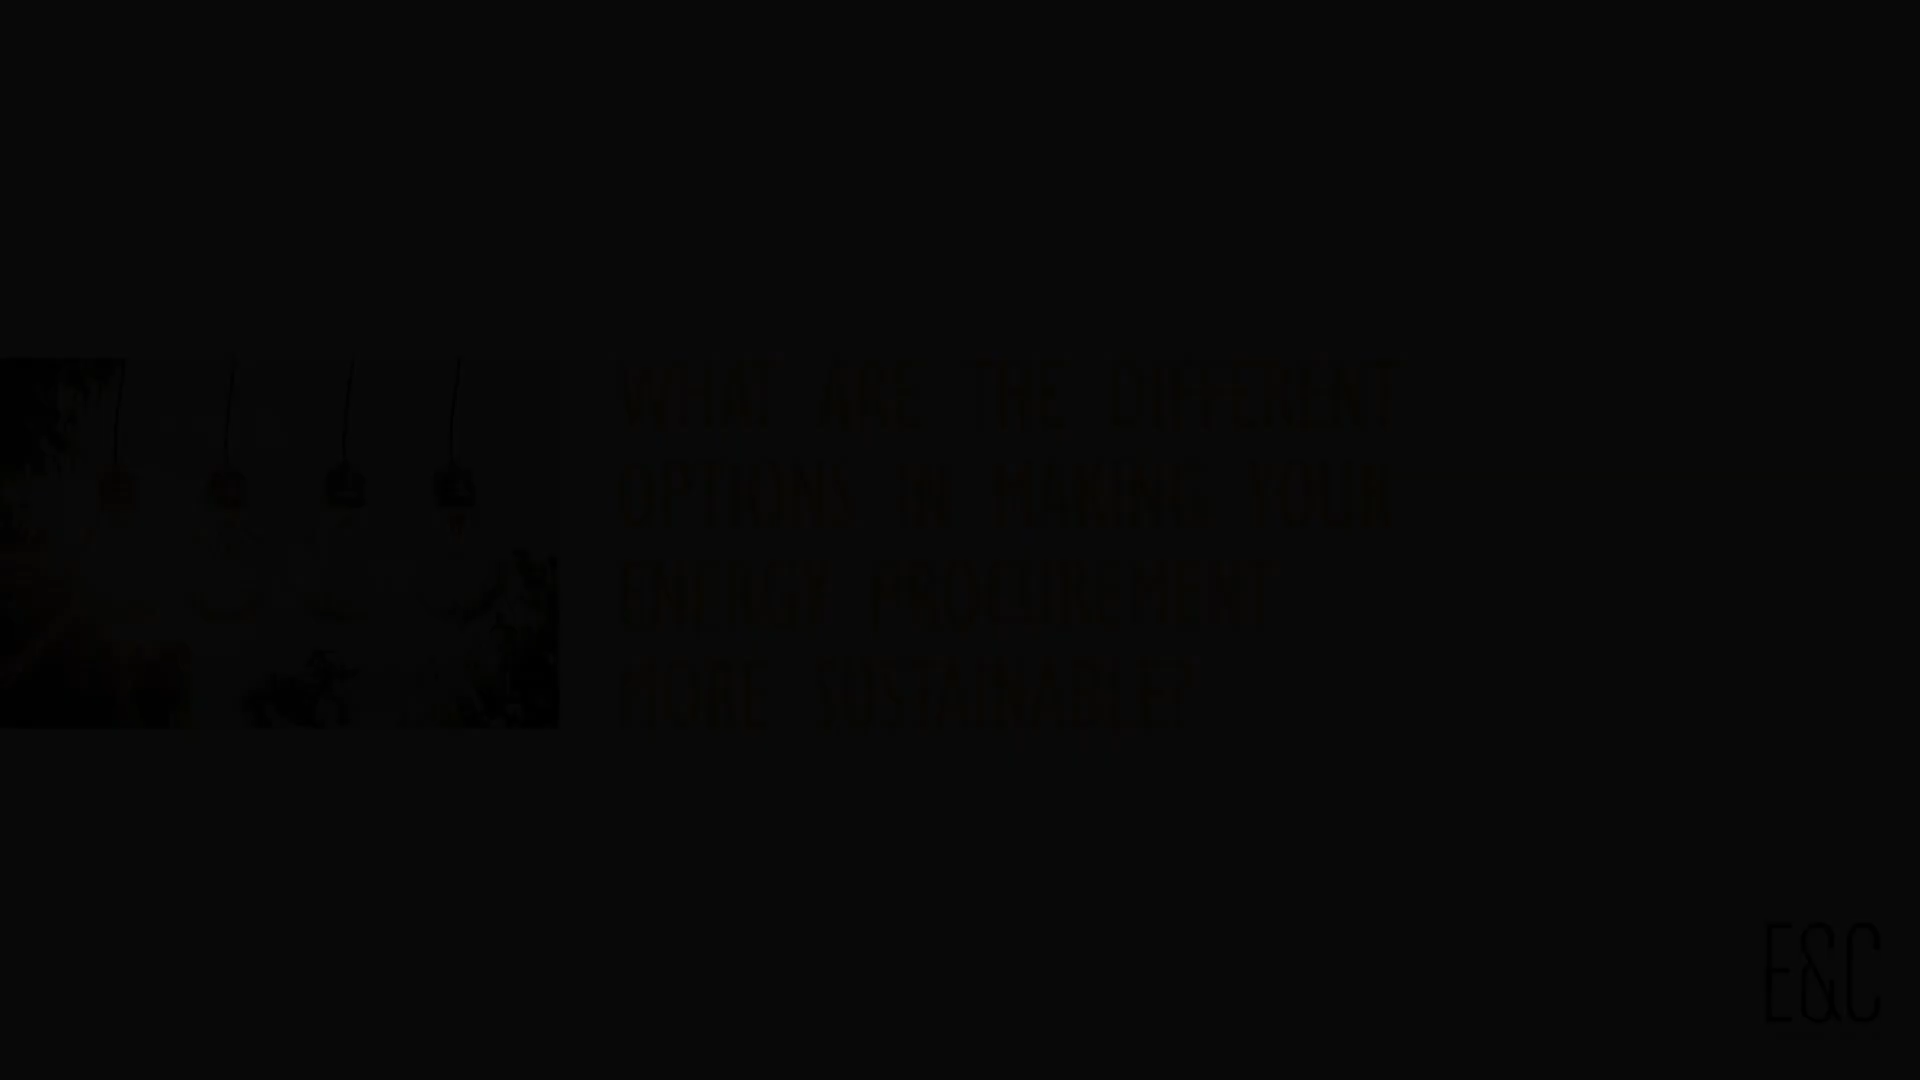 WHAT ARE THE DIFFERENT
OPTIONS IN MAKING YOUR
ENERGY PROCUREMENT
MORE SUSTAINABLE?
E&C